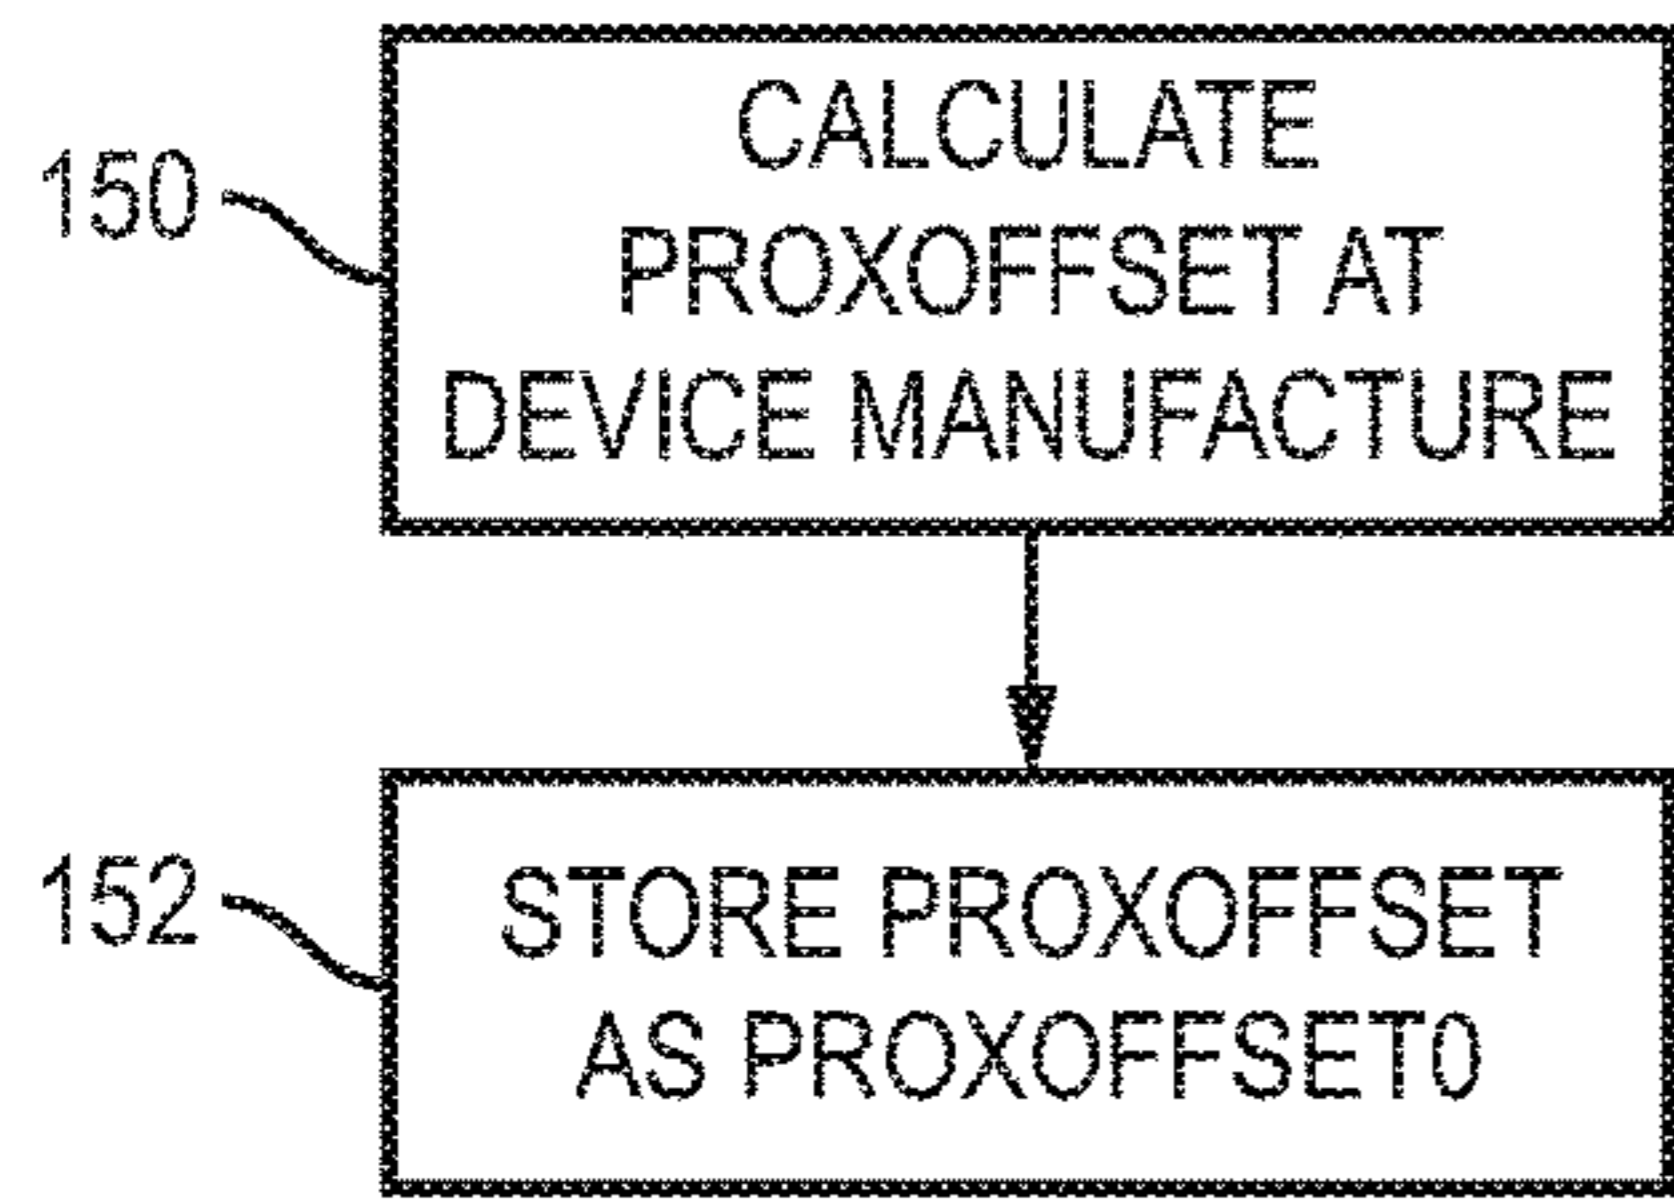 150
CALCULATE
PROXOFFSET AT
DEVICE MANUFACTURE
152
STORE PROXOFFSET
AS PROXOFFSET0